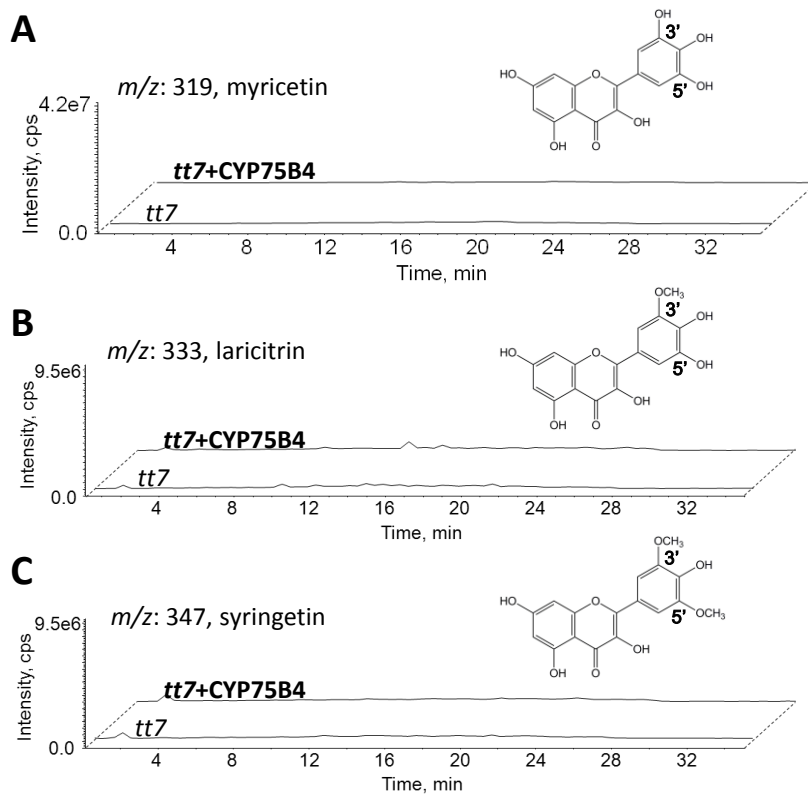 A
m/z: 319, myricetin
OH
3’
OH
HO
O
5’
OH
OH
OH
O
4.2e7
Intensity, cps
0.0
tt7+CYP75B4
tt7
4 8 12 16 20 24 28 32
Time, min
B
m/z: 333, laricitrin
OCH3
3’
OH
HO
O
5’
OH
OH
OH
O
9.5e6
Intensity, cps
0.0
tt7+CYP75B4
tt7
4 8 12 16 20 24 28 32
Time, min
C
m/z: 347, syringetin
OCH3
3’
OH
HO
O
5’
OCH3
OH
OH
O
9.5e6
Intensity, cps
0.0
tt7+CYP75B4
tt7
4 8 12 16 20 24 28 32
Time, min